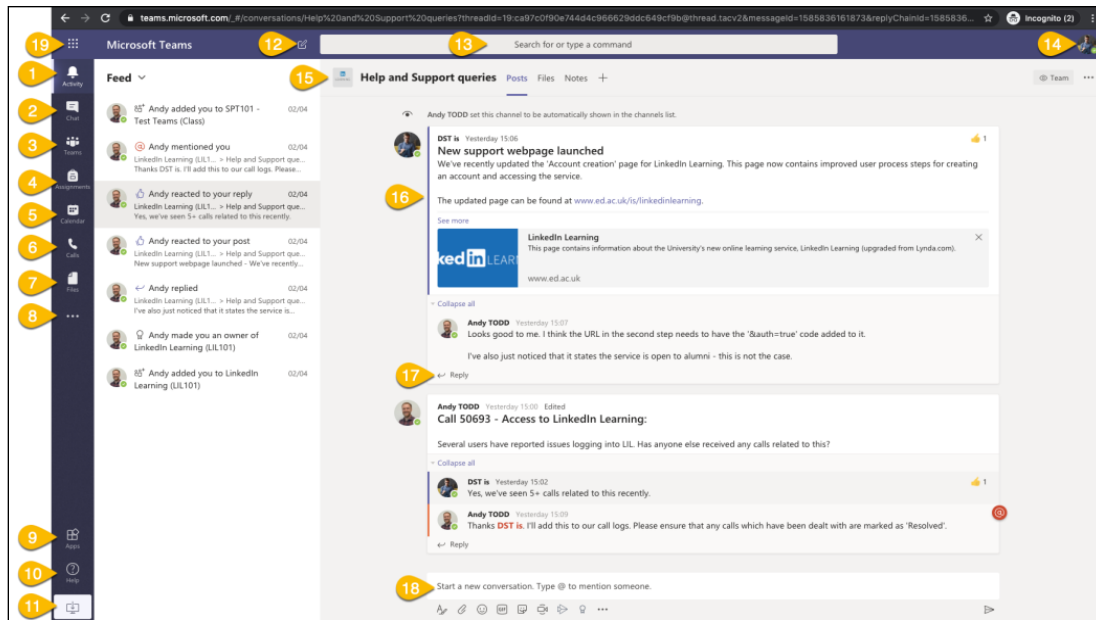 teams.microsoft.com/_#/conversations/Help%20and%20Support%20queries?threadId=19:ca97c0f90e744d4c966629ddc649cf9b@thread.tacv2&messageId=1585836161873&replyChainId=1585836...
Incognito (2)
19
Microsoft Teams
12
13
Search for or type a command
14
1
Activity
2
Chat
3
Teams
4
Assignments
5
Calendar
6
Calls
7
Files
8
9
Apps
10
Help
11
Feed
Andy added you to SPT101 - 02/04
Test Teams (Class)
Andy mentioned you 02/04
LinkedIn Learning (LIL1... > Help and Support que...
Thanks DST is. I'll add this to our call logs. Please...
Andy reacted to your reply 02/04
LinkedIn Learning (LIL1... > Help and Support que...
Yes, we've seen 5+ calls related to this recently.
Andy reacted to your post 02/04
LinkedIn Learning (LIL1... > Help and Support que...
New support webpage launched - We've recently...
Andy replied 02/04
LinkedIn Learning (LIL1... > Help and Support que...
I've also just noticed that it states the service is...
Andy made you an owner of 02/04
LinkedIn Learning (LIL101)
Andy added you to LinkedIn 02/04
Learning (LIL101)
15
Help and Support queries Posts Files Notes +
Team
Andy TODD set this channel to be automatically shown in the channels list.
DST is Yesterday 15:06 1
New support webpage launched
We've recently updated the 'Account creation' page for LinkedIn Learning. This page now contains improved user process steps for creating
an account and accessing the service.
16
The updated page can be found at www.ed.ac.uk/is/linkedinlearning.
See more
ked in LEAR
LinkedIn Learning
This page contains information about the University's new online learning service, LinkedIn Learning (upgraded from Lynda.com).
www.ed.ac.uk
Collapse all
Andy TODD Yesterday 15:07
Looks good to me. I think the URL in the second step needs to have the '&auth=true' code added to it.
I've also just noticed that it states the service is open to alumni - this is not the case.
17
Reply
Andy TODD Yesterday 15:00 Edited
Call 50693 - Access to LinkedIn Learning:
Several users have reported issues logging into LIL. Has anyone else received any calls related to this?
Collapse all
DST is Yesterday 15:02 1
Yes, we've seen 5+ calls related to this recently.
Andy TODD Yesterday 15:09
Thanks DST is. I'll add this to our call logs. Please ensure that any calls which have been dealt with are marked as 'Resolved'.
@
Reply
18
Start a new conversation. Type @ to mention someone.
GIF